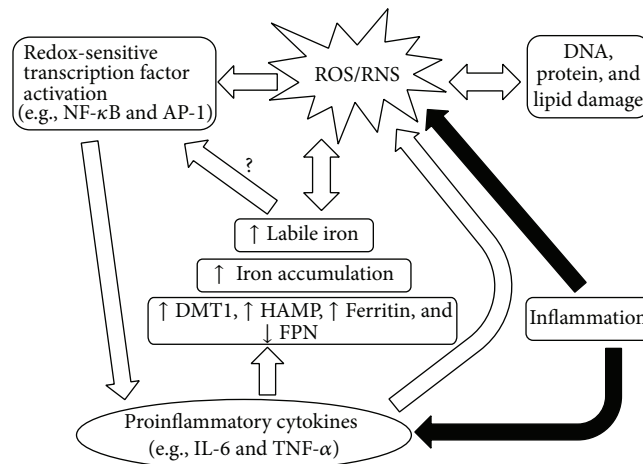 Redox-sensitive
transcription factor
activation
(e.g., NF-κB and AP-1)
ROS/RNS
DNA,
protein, and
lipid damage
?
↑ Labile iron
↑ Iron accumulation
↑ DMT1, ↑ HAMP, ↑ Ferritin, and
↓ FPN
Inflammation
Proinflammatory cytokines
(e.g., IL-6 and TNF-α)